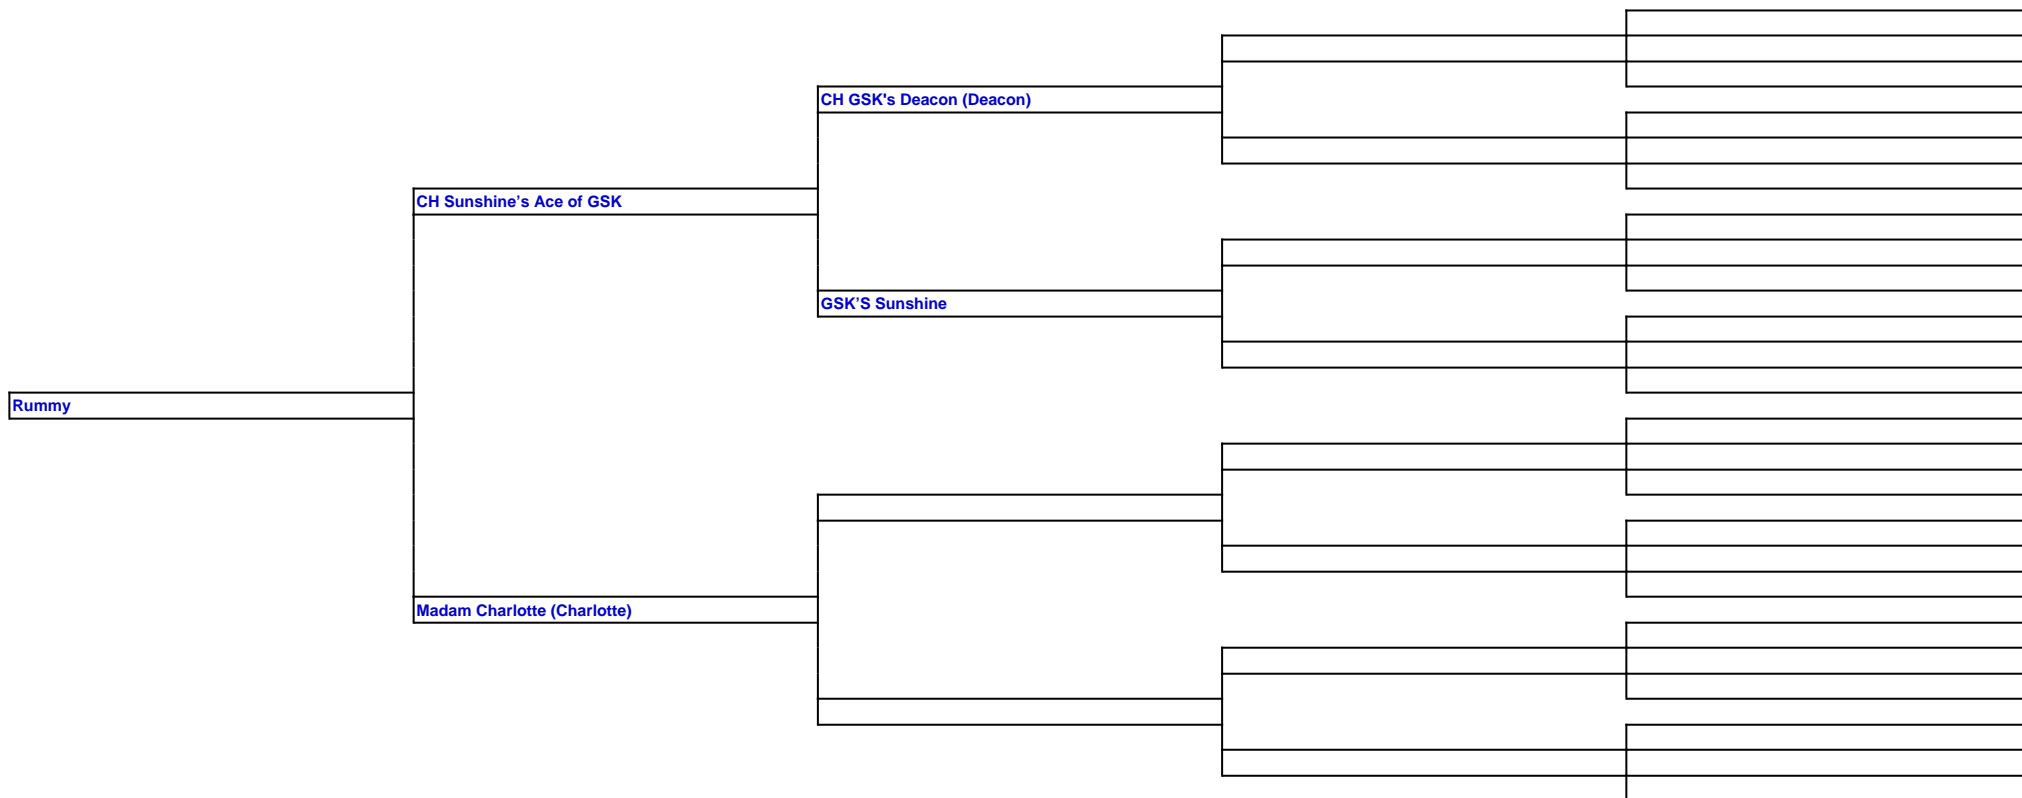 CH GSK's Deacon (Deacon)
CH Sunshine’s Ace of GSK
GSK’S Sunshine
Rummy
Madam Charlotte (Charlotte)